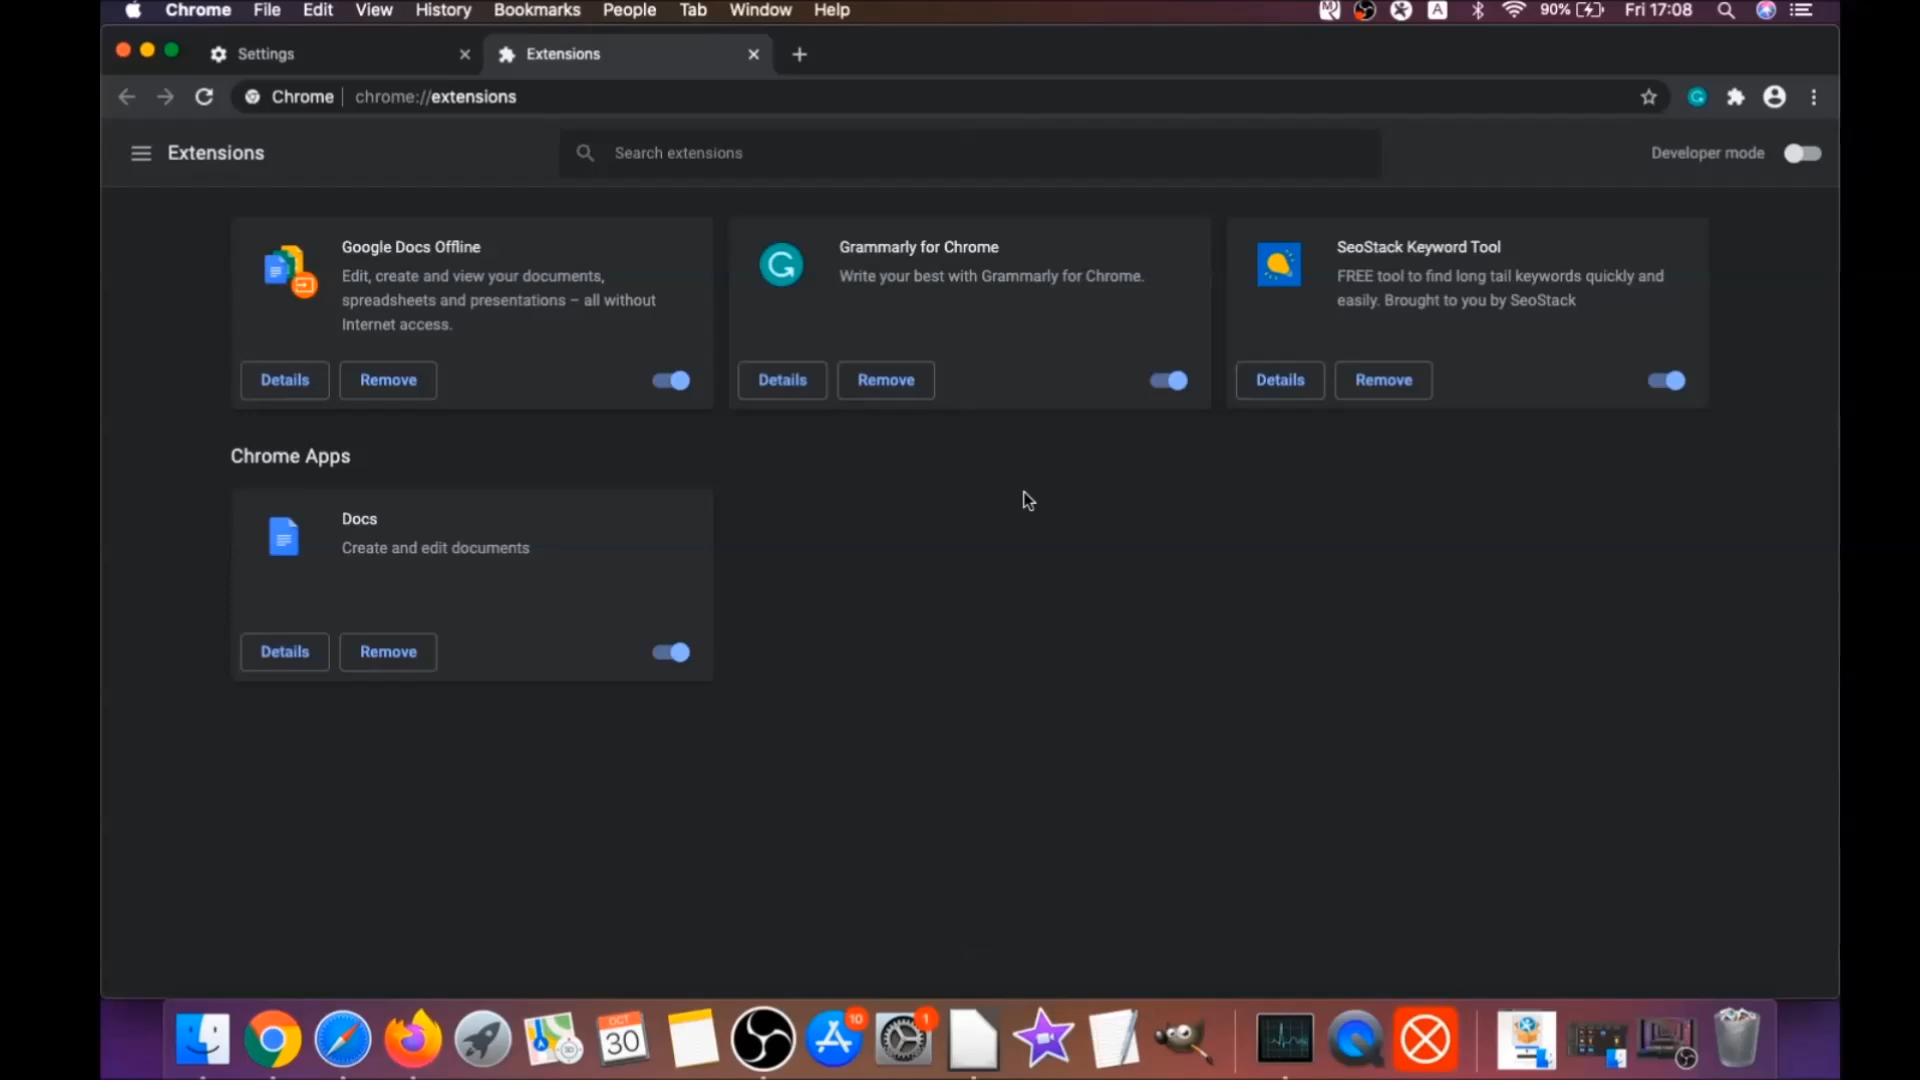 Chrome File Edit View History Bookmarks People Tab Window Help A 90% Fri 17:08
Settings Extensions
Chrome chrome://extensions
Extensions Search extensions Developer mode
Google Docs Offline
Edit, create and view your documents,
spreadsheets and presentations – all without
Internet access.
Details Remove
Grammarly for Chrome
Write your best with Grammarly for Chrome.
Details Remove
SeoStack Keyword Tool
FREE tool to find long tail keywords quickly and
easily. Brought to you by SeoStack
Details Remove
Chrome Apps
Docs
Create and edit documents
Details Remove
OCT
30
10
1